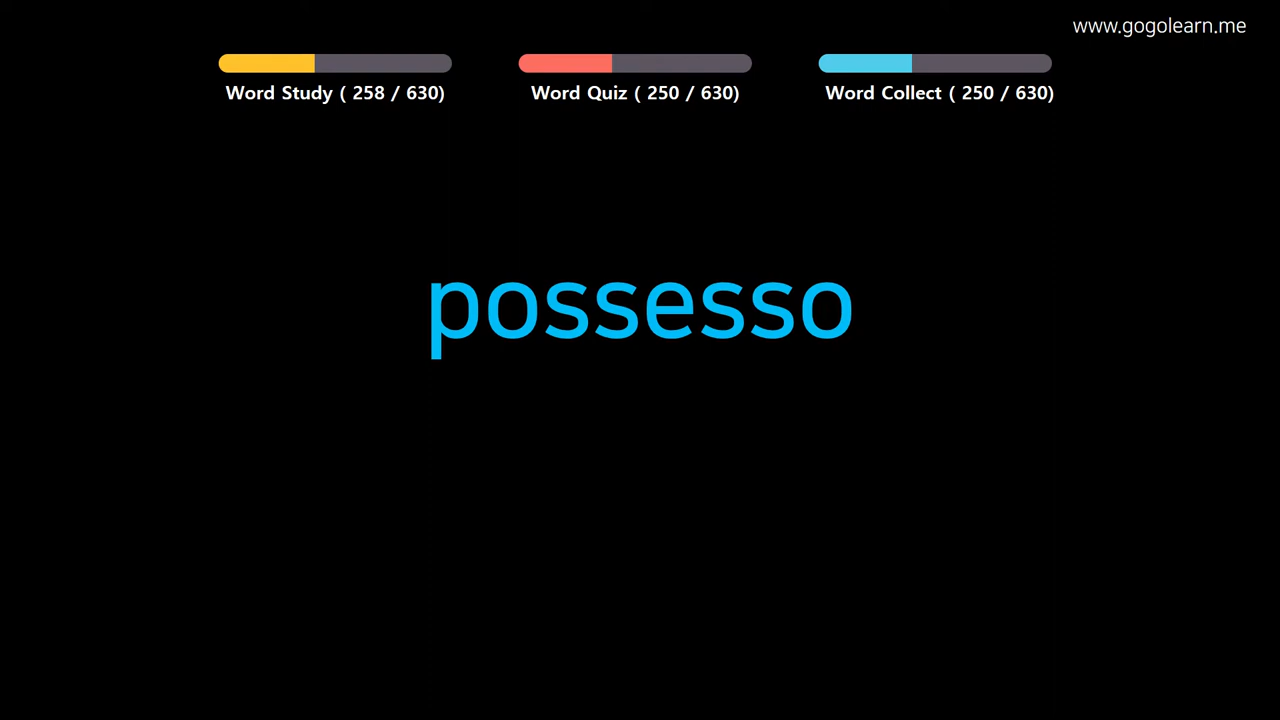 www.gogolearn.me
Word Study ( 258 / 630)
Word Quiz ( 250 / 630)
Word Collect ( 250 / 630)
possesso